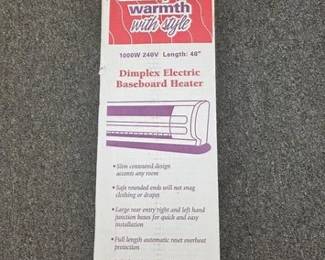 warmth
with style
1000W 240V Length: 48"
Dimplex Electric
Baseboard Heater
• Slim contoured design
accents any room
• Safe rounded ends will not snag
clothing or drapes
• Large rear entry right and left hand
junction boxes for quick and easy
installation
• Full length automatic reset overheat
protection